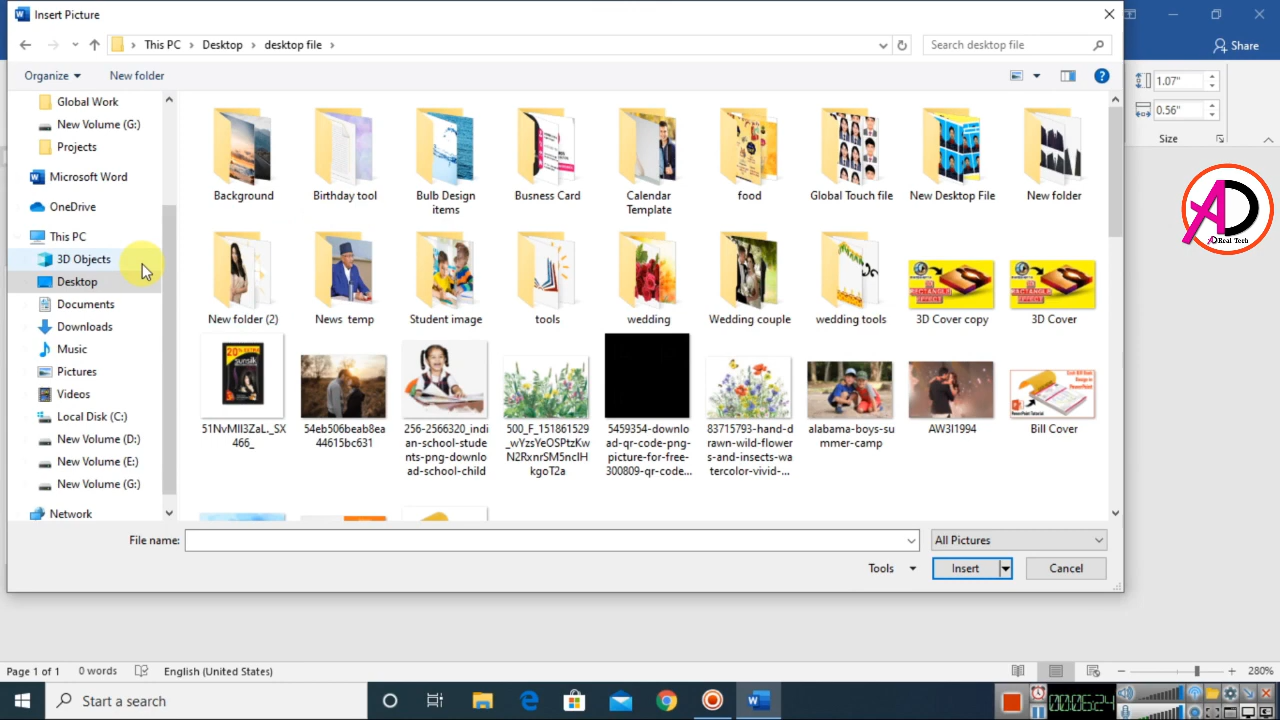 Insert Picture
Share
This PC
Desktop
desktop file
Search desktop file
Organize
New folder
1.07"
0.56"
Size
Global Work
New Volume (G:)
Projects
Microsoft Word
OneDrive
This PC
3D Objects
Desktop
Documents
Downloads
Music
Pictures
Videos
Local Disk (C:)
New Volume (D:)
New Volume (E:)
New Volume (G:)
Network
Background
Birthday tool
Bulb Design
items
Busness Card
Calendar
Template
food
Global Touch file
New Desktop File
New folder
New folder (2)
News temp
Student image
tools
wedding
Wedding couple
wedding tools
3D Cover copy
3D Cover
51NvMlI3ZaL._SX
466_
54eb506beab8ea
44615bc631
256-2566320_indi
an-school-stude
nts-png-downlo
ad-school-child
500_F_151861529
_wYzsYeOSPtzKw
N2RxnrSM5ncIH
kgoT2a
5459354-downlo
ad-qr-code-png-
picture-for-free-
300809-qr-code...
83715793-hand-d
rawn-wild-flower
s-and-insects-wa
tercolor-vivid-...
alabama-boys-su
mmer-camp
AW3I1994
Bill Cover
File name:
All Pictures
Tools
Insert
Cancel
AD Real Tech
Page 1 of 1
0 words
English (United States)
280%
Start a search
00:06:24